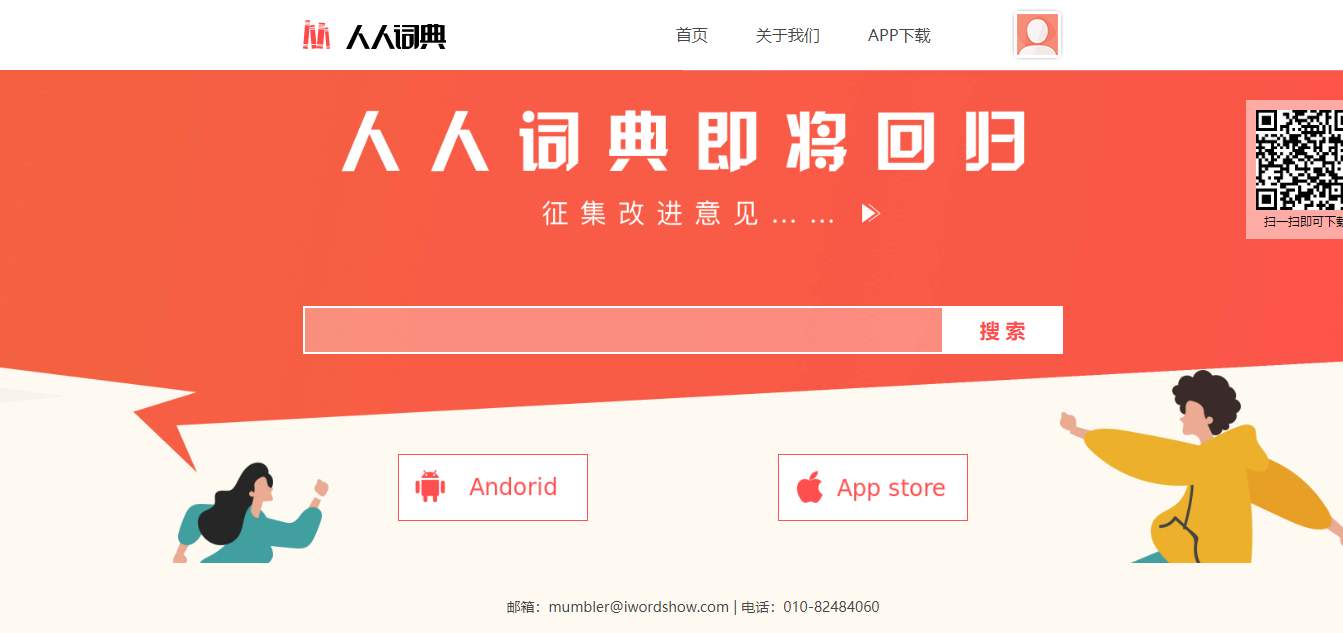 人人词典
首页 关于我们 APP下载
人人词典即将回归
征集改进意见......
扫一扫即可下载
搜索
Andorid
App store
邮箱：mumbler@iwordshow.com | 电话：010-82484060